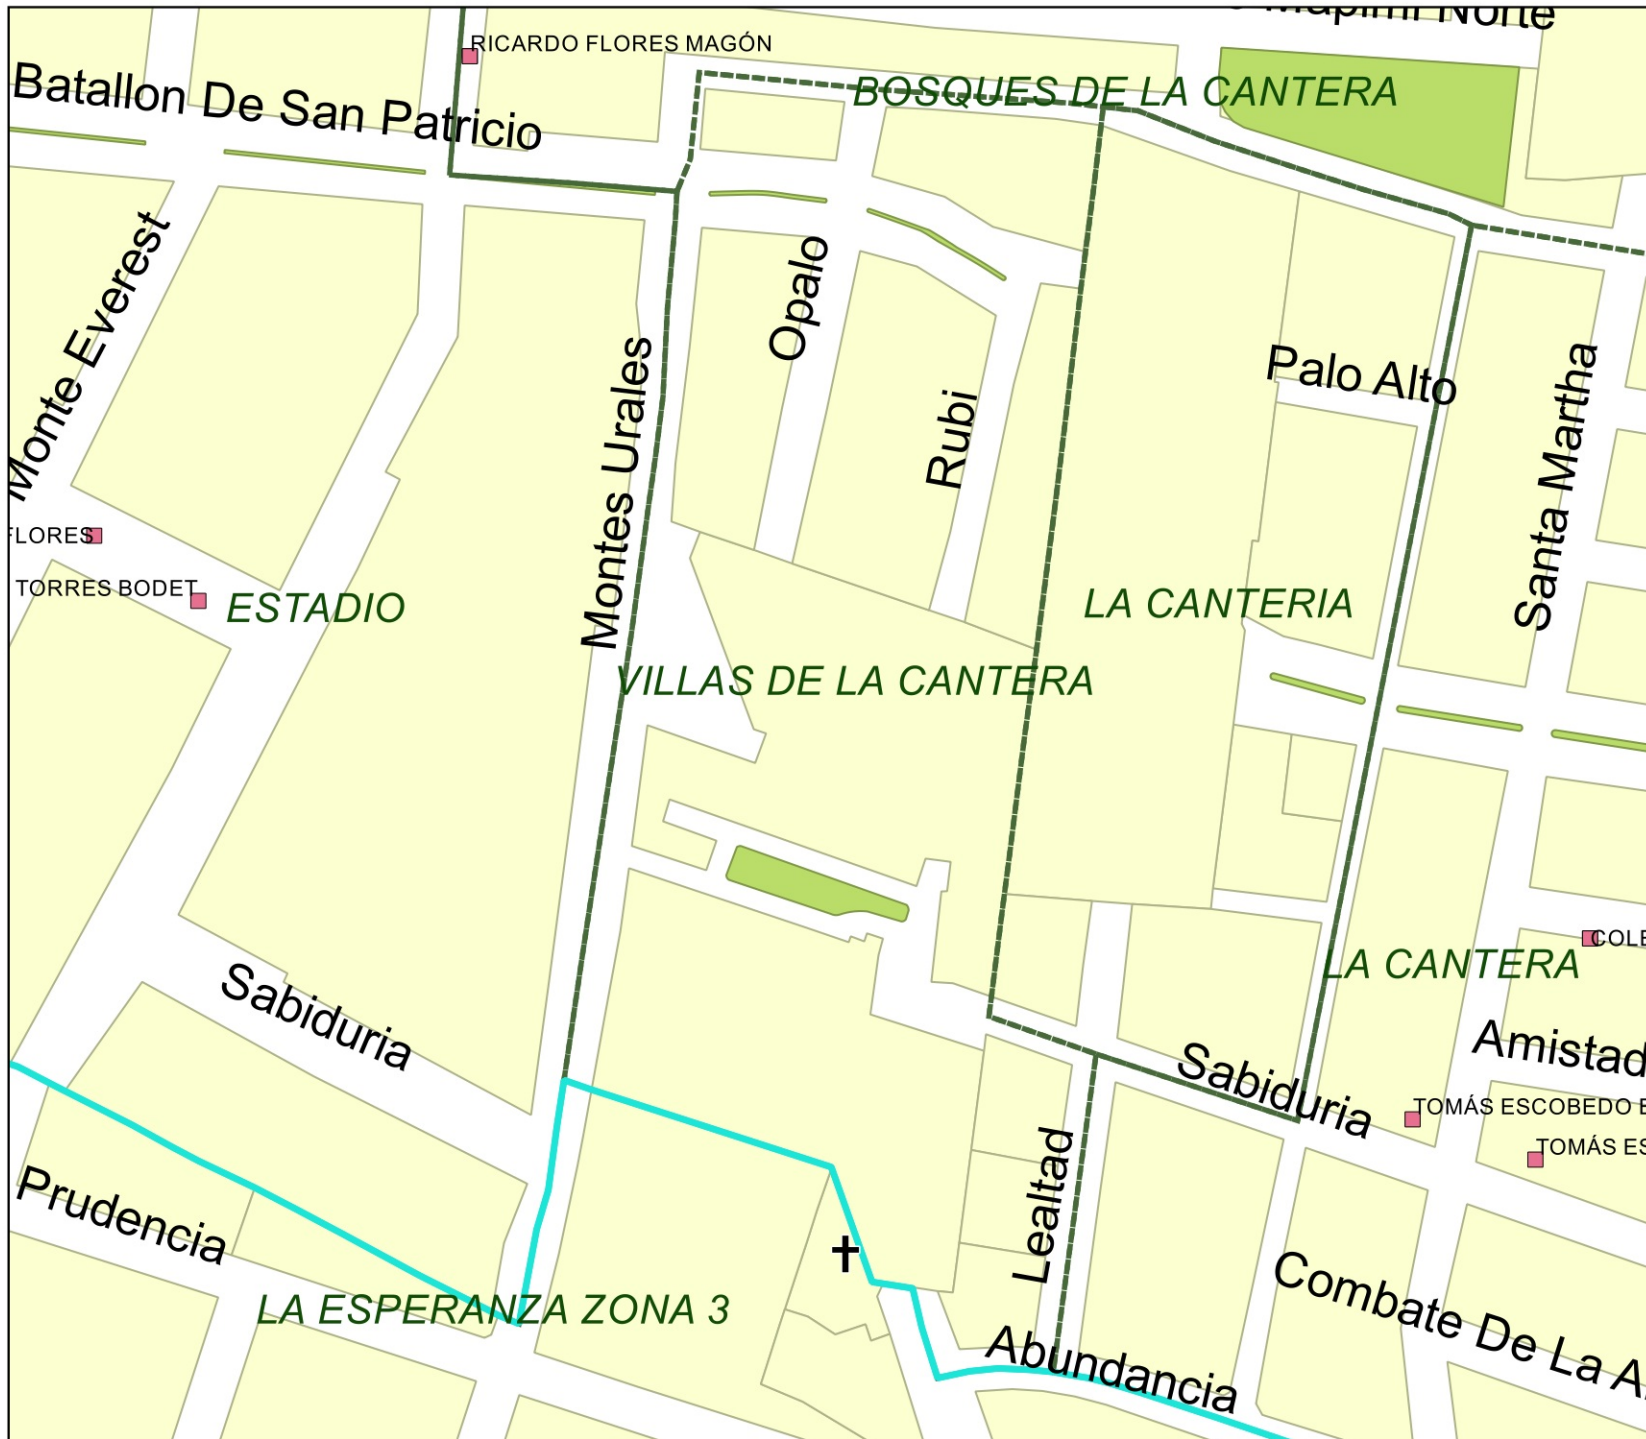 Mapimi Norte
RICARDO FLORES MAGÓN
Batallon De San Patricio
BOSQUES DE LA CANTERA
Monte Everest
Opalo
Montes Urales
Rubi
Palo Alto
Santa Martha
FLORES
TORRES BODET
ESTADIO
LA CANTERIA
VILLAS DE LA CANTERA
COLE
LA CANTERA
Sabiduria
Amistad
Sabiduria
TOMÁS ESCOBEDO E
TOMÁS ES
Lealtad
Prudencia
LA ESPERANZA ZONA 3
Combate De La A
Abundancia